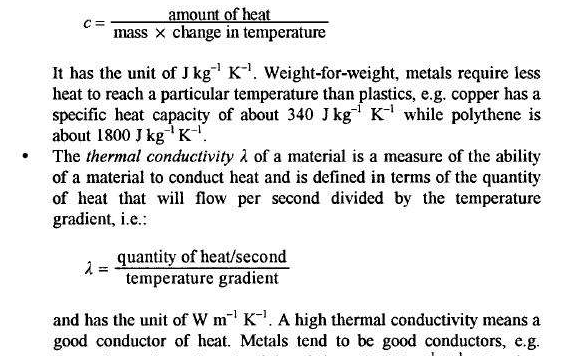 c = amount of heat / mass × change in temperature
It has the unit of J kg⁻¹ K⁻¹. Weight-for-weight, metals require less
heat to reach a particular temperature than plastics, e.g. copper has a
specific heat capacity of about 340 J kg⁻¹ K⁻¹ while polythene is
about 1800 J kg⁻¹ K⁻¹.
• The thermal conductivity λ of a material is a measure of the ability
of a material to conduct heat and is defined in terms of the quantity
of heat that will flow per second divided by the temperature
gradient, i.e.:
λ = quantity of heat/second / temperature gradient
and has the unit of W m⁻¹ K⁻¹. A high thermal conductivity means a
good conductor of heat. Metals tend to be good conductors, e.g.